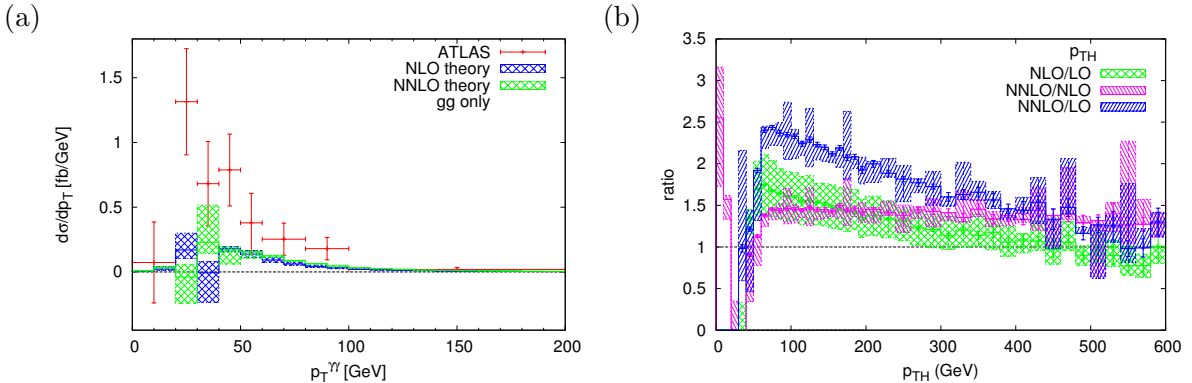 (a)
dσ/dp_T [fb/GeV]
1.5
1
0.5
0
ATLAS
NLO theory
NNLO theory
gg only
0 50 100 150 200
p_T^γγ [GeV]
(b)
ratio
3.5
3
2.5
2
1.5
1
0.5
0
p_TH
NLO/LO
NNLO/NLO
NNLO/LO
0 100 200 300 400 500 600
p_TH (GeV)